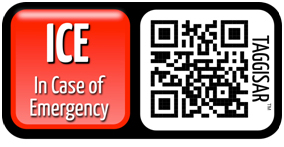 ICE
In Case of
Emergency
TAGGISAR™